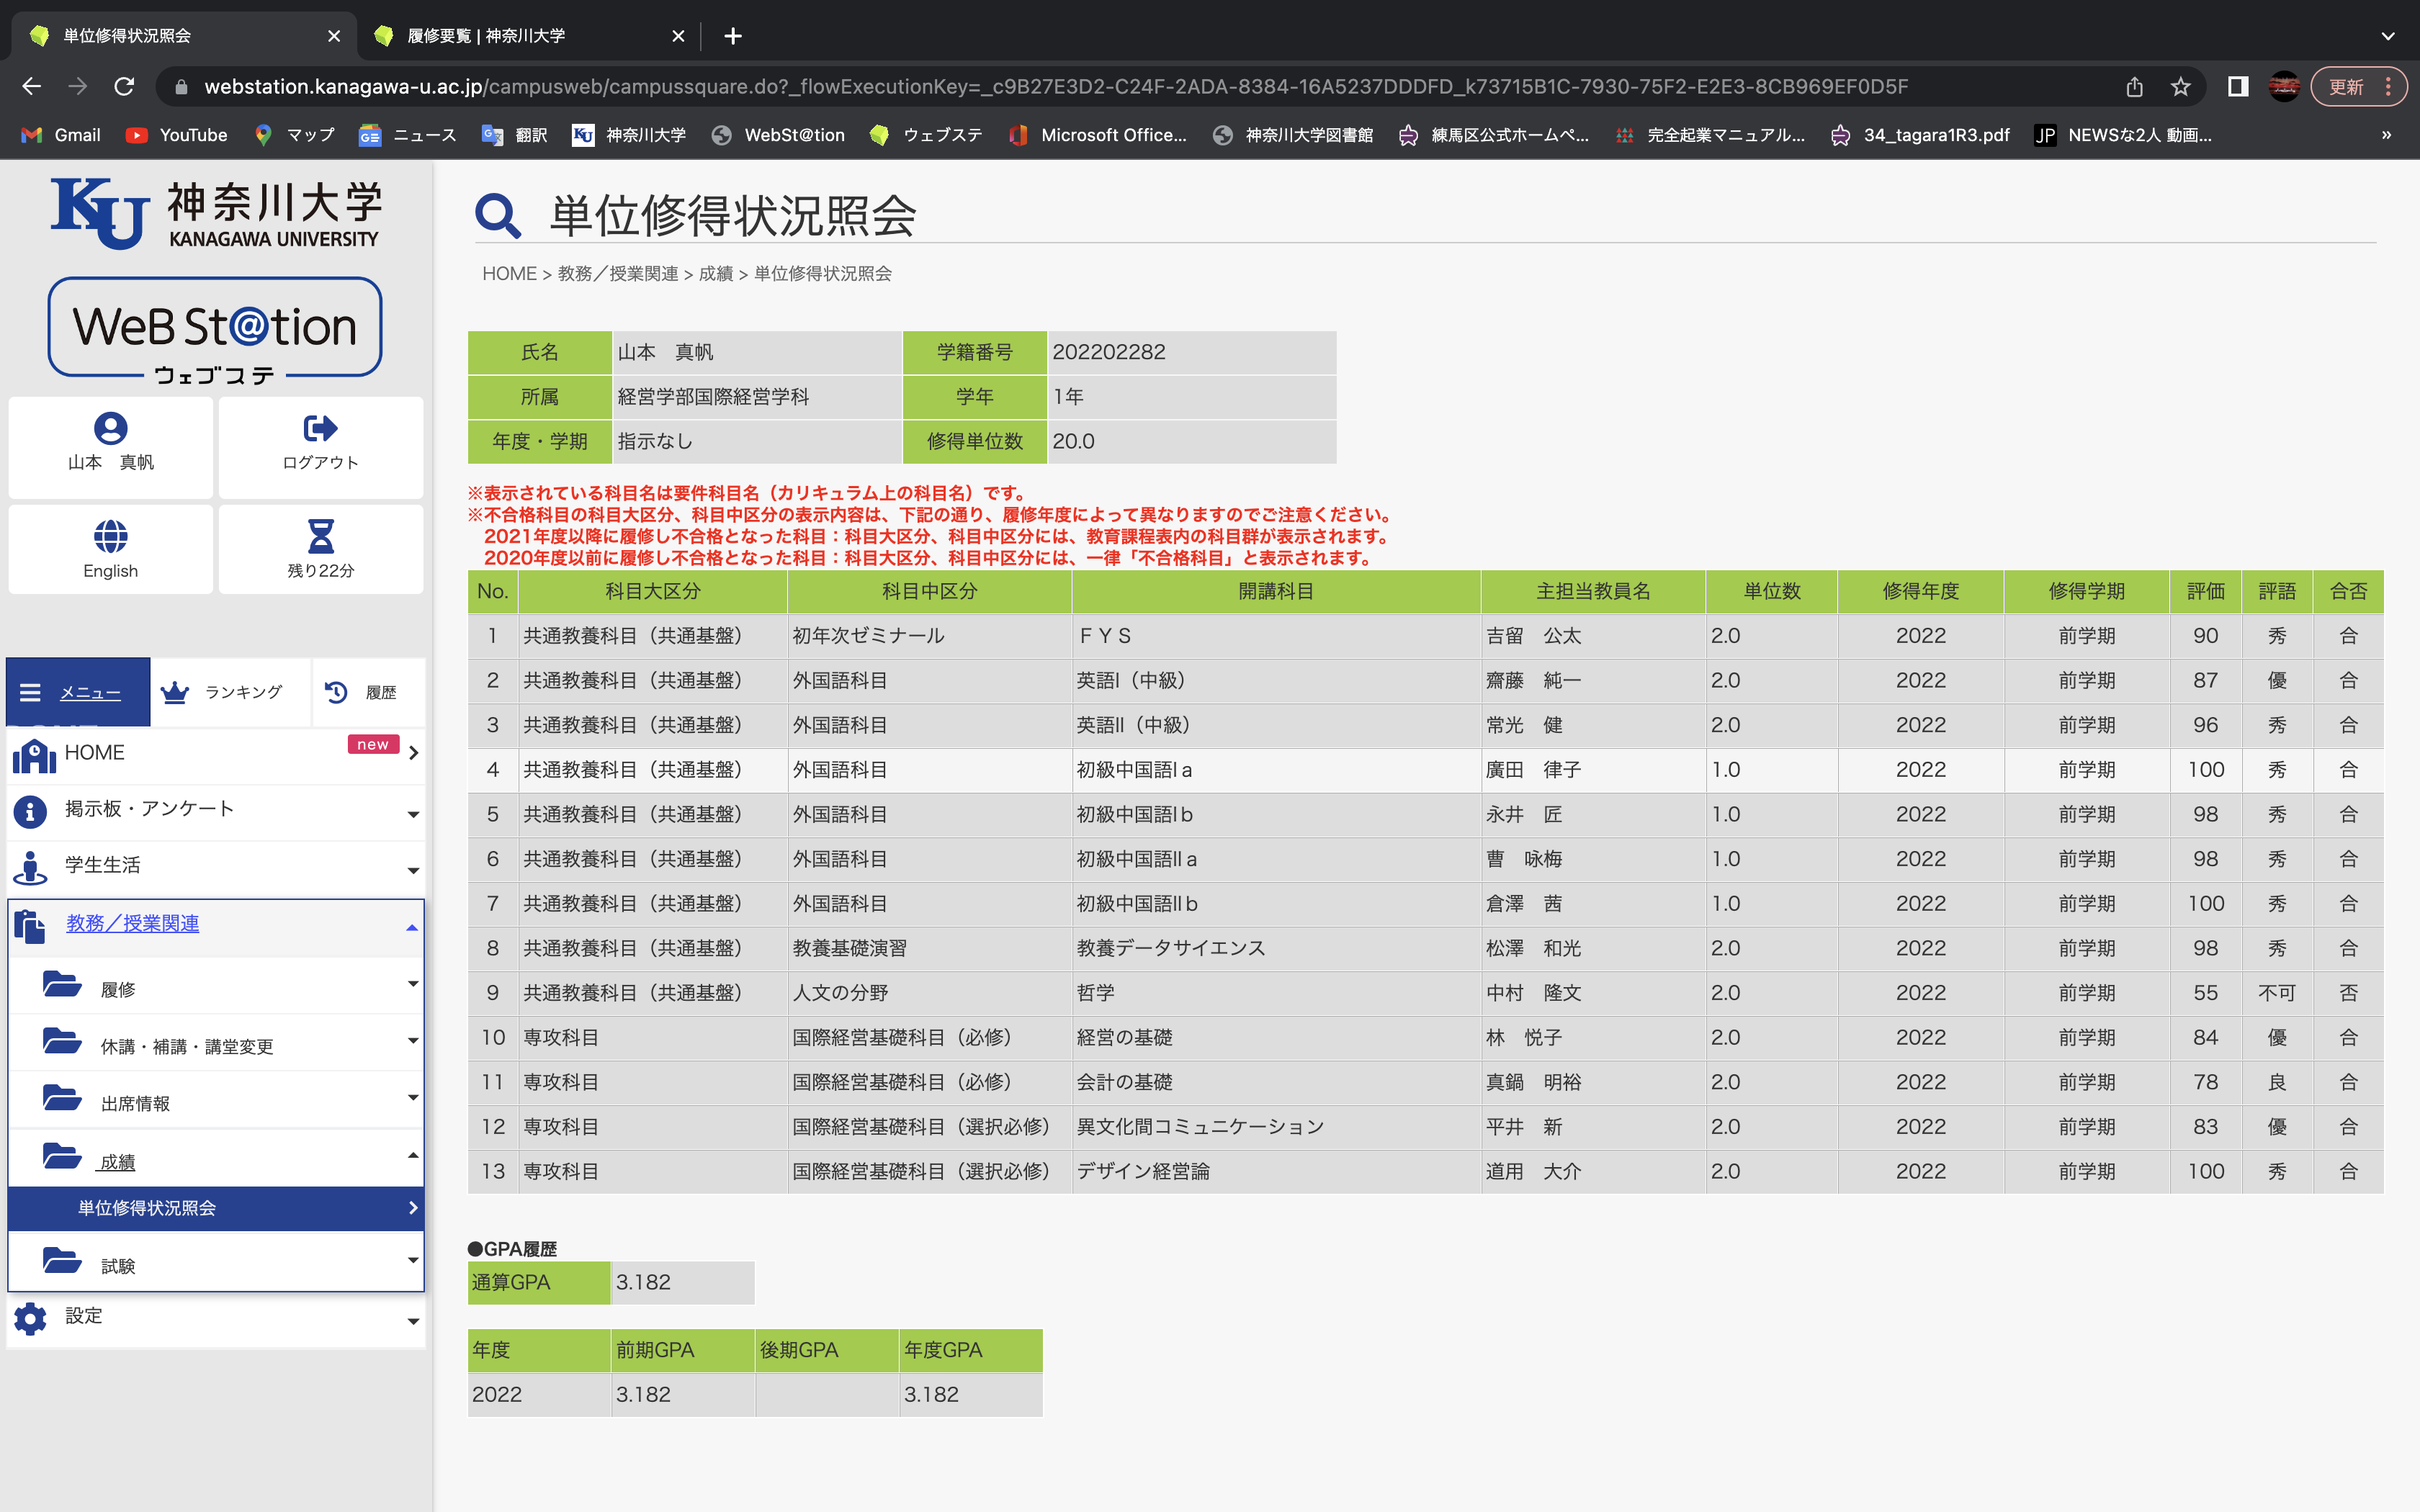 単位修得状況照会
履修要覧 | 神奈川大学
webstation.kanagawa-u.ac.jp/campusweb/campussquare.do?_flowExecutionKey=_c9B27E3D2-C24F-2ADA-8384-16A5237DDDFD_k73715B1C-7930-75F2-E2E3-8CB969EF0D5F
更新
Gmail YouTube マップ ニュース 翻訳 神奈川大学 WebSt@tion ウェブステ Microsoft Office... 神奈川大学図書館 練馬区公式ホームペ... 完全起業マニュアル... 34_tagara1R3.pdf NEWSな2人 動画... »
KU 神奈川大学
KANAGAWA UNIVERSITY
WeB St@tion
ウェブステ
山本 真帆
ログアウト
English
残り22分
メニュー
ランキング
履歴
HOME
new
掲示板・アンケート
学生生活
教務／授業関連
履修
休講・補講・講堂変更
出席情報
成績
単位修得状況照会
試験
設定
単位修得状況照会
HOME > 教務／授業関連 > 成績 > 単位修得状況照会
氏名 山本 真帆 学籍番号 202202282
所属 経営学部国際経営学科 学年 1年
年度・学期 指示なし 修得単位数 20.0
※表示されている科目名は要件科目名（カリキュラム上の科目名）です。
※不合格科目の科目大区分、科目中区分の表示内容は、下記の通り、履修年度によって異なりますのでご注意ください。
2021年度以降に履修し不合格となった科目：科目大区分、科目中区分には、教育課程表内の科目群が表示されます。
2020年度以前に履修し不合格となった科目：科目大区分、科目中区分には、一律「不合格科目」と表示されます。
No. 科目大区分 科目中区分 開講科目 主担当教員名 単位数 修得年度 修得学期 評価 評語 合否
1 共通教養科目（共通基盤） 初年次ゼミナール ＦＹＳ 吉留 公太 2.0 2022 前学期 90 秀 合
2 共通教養科目（共通基盤） 外国語科目 英語Ⅰ（中級） 齋藤 純一 2.0 2022 前学期 87 優 合
3 共通教養科目（共通基盤） 外国語科目 英語Ⅱ（中級） 常光 健 2.0 2022 前学期 96 秀 合
4 共通教養科目（共通基盤） 外国語科目 初級中国語Ⅰａ 廣田 律子 1.0 2022 前学期 100 秀 合
5 共通教養科目（共通基盤） 外国語科目 初級中国語Ⅰｂ 永井 匠 1.0 2022 前学期 98 秀 合
6 共通教養科目（共通基盤） 外国語科目 初級中国語Ⅱａ 曹 咏梅 1.0 2022 前学期 98 秀 合
7 共通教養科目（共通基盤） 外国語科目 初級中国語Ⅱｂ 倉澤 茜 1.0 2022 前学期 100 秀 合
8 共通教養科目（共通基盤） 教養基礎演習 教養データサイエンス 松澤 和光 2.0 2022 前学期 98 秀 合
9 共通教養科目（共通基盤） 人文の分野 哲学 中村 隆文 2.0 2022 前学期 55 不可 否
10 専攻科目 国際経営基礎科目（必修） 経営の基礎 林 悦子 2.0 2022 前学期 84 優 合
11 専攻科目 国際経営基礎科目（必修） 会計の基礎 真鍋 明裕 2.0 2022 前学期 78 良 合
12 専攻科目 国際経営基礎科目（選択必修） 異文化間コミュニケーション 平井 新 2.0 2022 前学期 83 優 合
13 専攻科目 国際経営基礎科目（選択必修） デザイン経営論 道用 大介 2.0 2022 前学期 100 秀 合
●GPA履歴
通算GPA 3.182
年度 前期GPA 後期GPA 年度GPA
2022 3.182 3.182